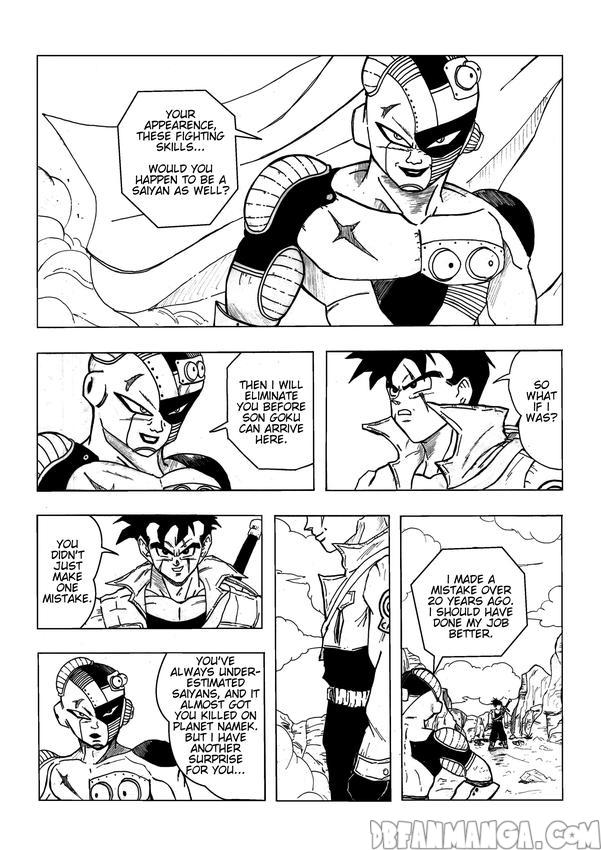 YOUR
APPEARENCE,
THESE FIGHTING
SKILLS...
WOULD YOU
HAPPEN TO BE A
SAIYAN AS WELL?
SO
WHAT
IF I
WAS?
THEN I WILL
ELIMINATE
YOU BEFORE
SON GOKU
CAN ARRIVE
HERE.
I MADE A
MISTAKE OVER
20 YEARS AGO.
I SHOULD HAVE
DONE MY JOB
BETTER.
YOU
DIDN'T
JUST
MAKE
ONE
MISTAKE.
YOU'VE
ALWAYS UNDER-
ESTIMATED
SAIYANS, AND IT
ALMOST GOT
YOU KILLED ON
PLANET NAMEK.
BUT I HAVE
ANOTHER
SURPRISE
FOR YOU...
DBFANMANGA.COM